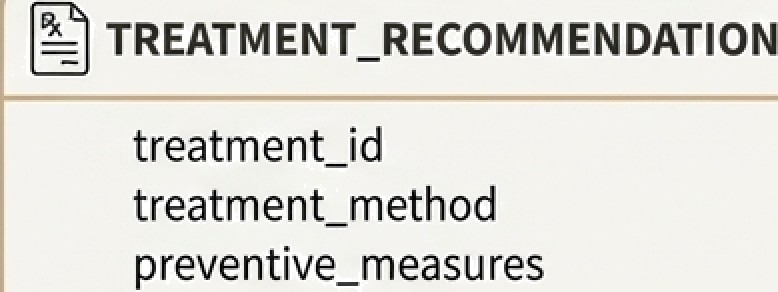 TREATMENT_RECOMMENDATION
treatment_id
treatment_method
preventive_measures